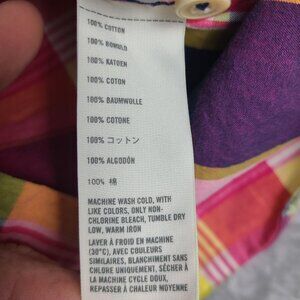 100% COTTON
100% BOMULD
100% KATOEN
100% COTON
100% BAUMWOLLE
100% COTONE
100% コットン
100% ALGODÓN
100% 棉
MACHINE WASH COLD, WITH
LIKE COLORS, ONLY NON-
CHLORINE BLEACH, TUMBLE DRY
LOW, WARM IRON
LAVER À FROID EN MACHINE
(30°C), AVEC COULEURS
SIMILAIRES, BLANCHIMENT SANS
CHLORE UNIQUEMENT, SÉCHER À
LA MACHINE CYCLE DOUX,
REPASSER À CHALEUR MOYENNE